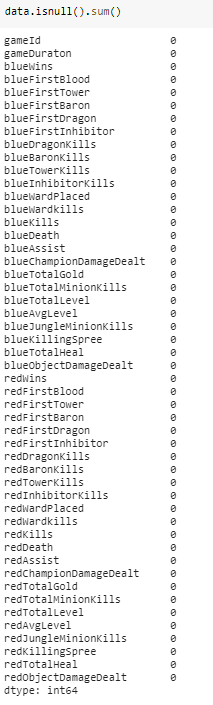 data.isnull().sum()
gameId 0
gameDuraton 0
blueWins 0
blueFirstBlood 0
blueFirstTower 0
blueFirstBaron 0
blueFirstDragon 0
blueFirstInhibitor 0
blueDragonKills 0
blueBaronKills 0
blueTowerKills 0
blueInhibitorKills 0
blueWardPlaced 0
blueWardkills 0
blueKills 0
blueDeath 0
blueAssist 0
blueChampionDamageDealt 0
blueTotalGold 0
blueTotalMinionKills 0
blueTotalLevel 0
blueAvgLevel 0
blueJungleMinionKills 0
blueKillingSpree 0
blueTotalHeal 0
blueObjectDamageDealt 0
redWins 0
redFirstBlood 0
redFirstTower 0
redFirstBaron 0
redFirstDragon 0
redFirstInhibitor 0
redDragonKills 0
redBaronKills 0
redTowerKills 0
redInhibitorKills 0
redWardPlaced 0
redWardkills 0
redKills 0
redDeath 0
redAssist 0
redChampionDamageDealt 0
redTotalGold 0
redTotalMinionKills 0
redTotalLevel 0
redAvgLevel 0
redJungleMinionKills 0
redKillingSpree 0
redTotalHeal 0
redObjectDamageDealt 0
dtype: int64